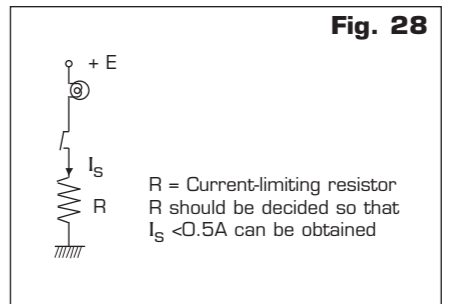 Fig. 28
+ E
I_S
R
R = Current-limiting resistor
R should be decided so that
I_S <0.5A can be obtained